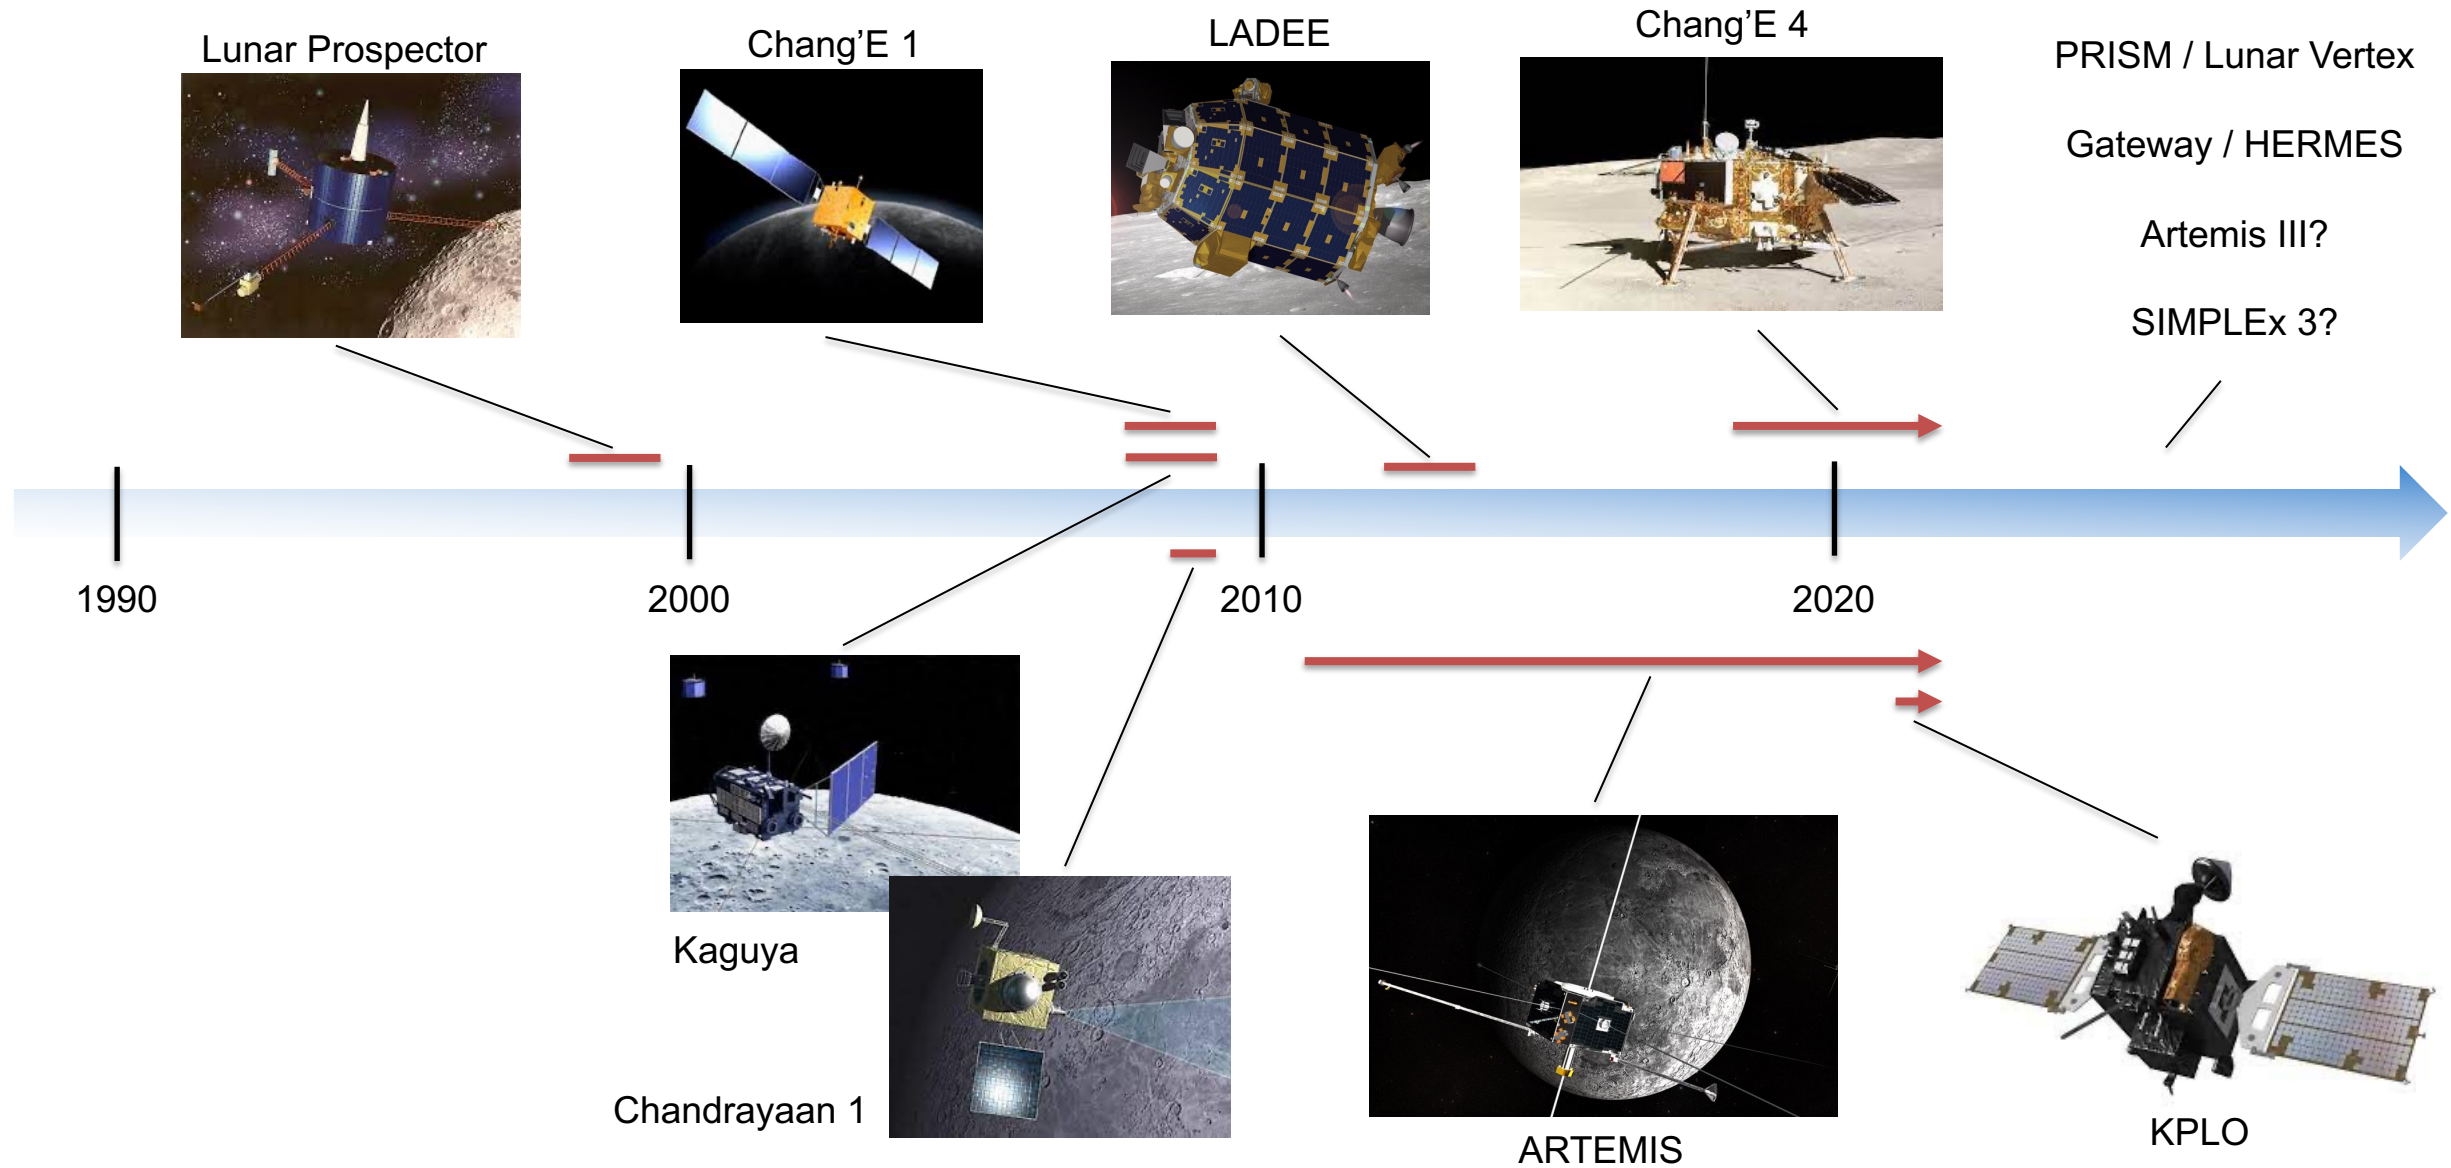 Lunar Prospector
Chang’E 1
LADEE
Chang’E 4
PRISM / Lunar Vertex
Gateway / HERMES
Artemis III?
SIMPLEx 3?
1990
2000
2010
2020
Kaguya
Chandrayaan 1
ARTEMIS
KPLO